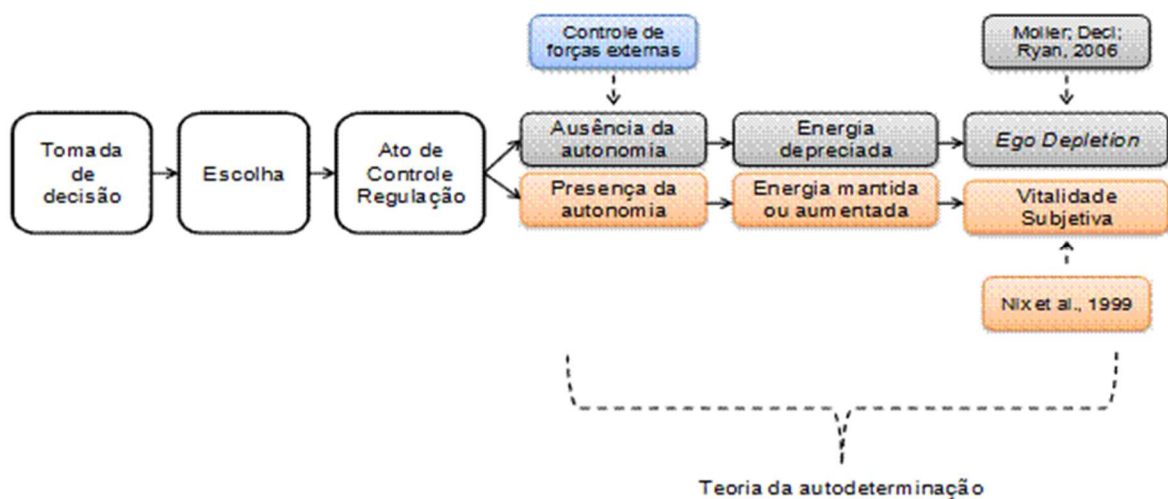 Controle de
forças externas
Moller; Deci;
Ryan, 2006
Tomada
de
decisão
Escolha
Ato de
Controle
Regulação
Ausência da
autonomia
Energia
depreciada
Ego Depletion
Presença da
autonomia
Energia mantida
ou aumentada
Vitalidade
Subjetiva
Nix et al., 1999
Teoria da autodeterminação